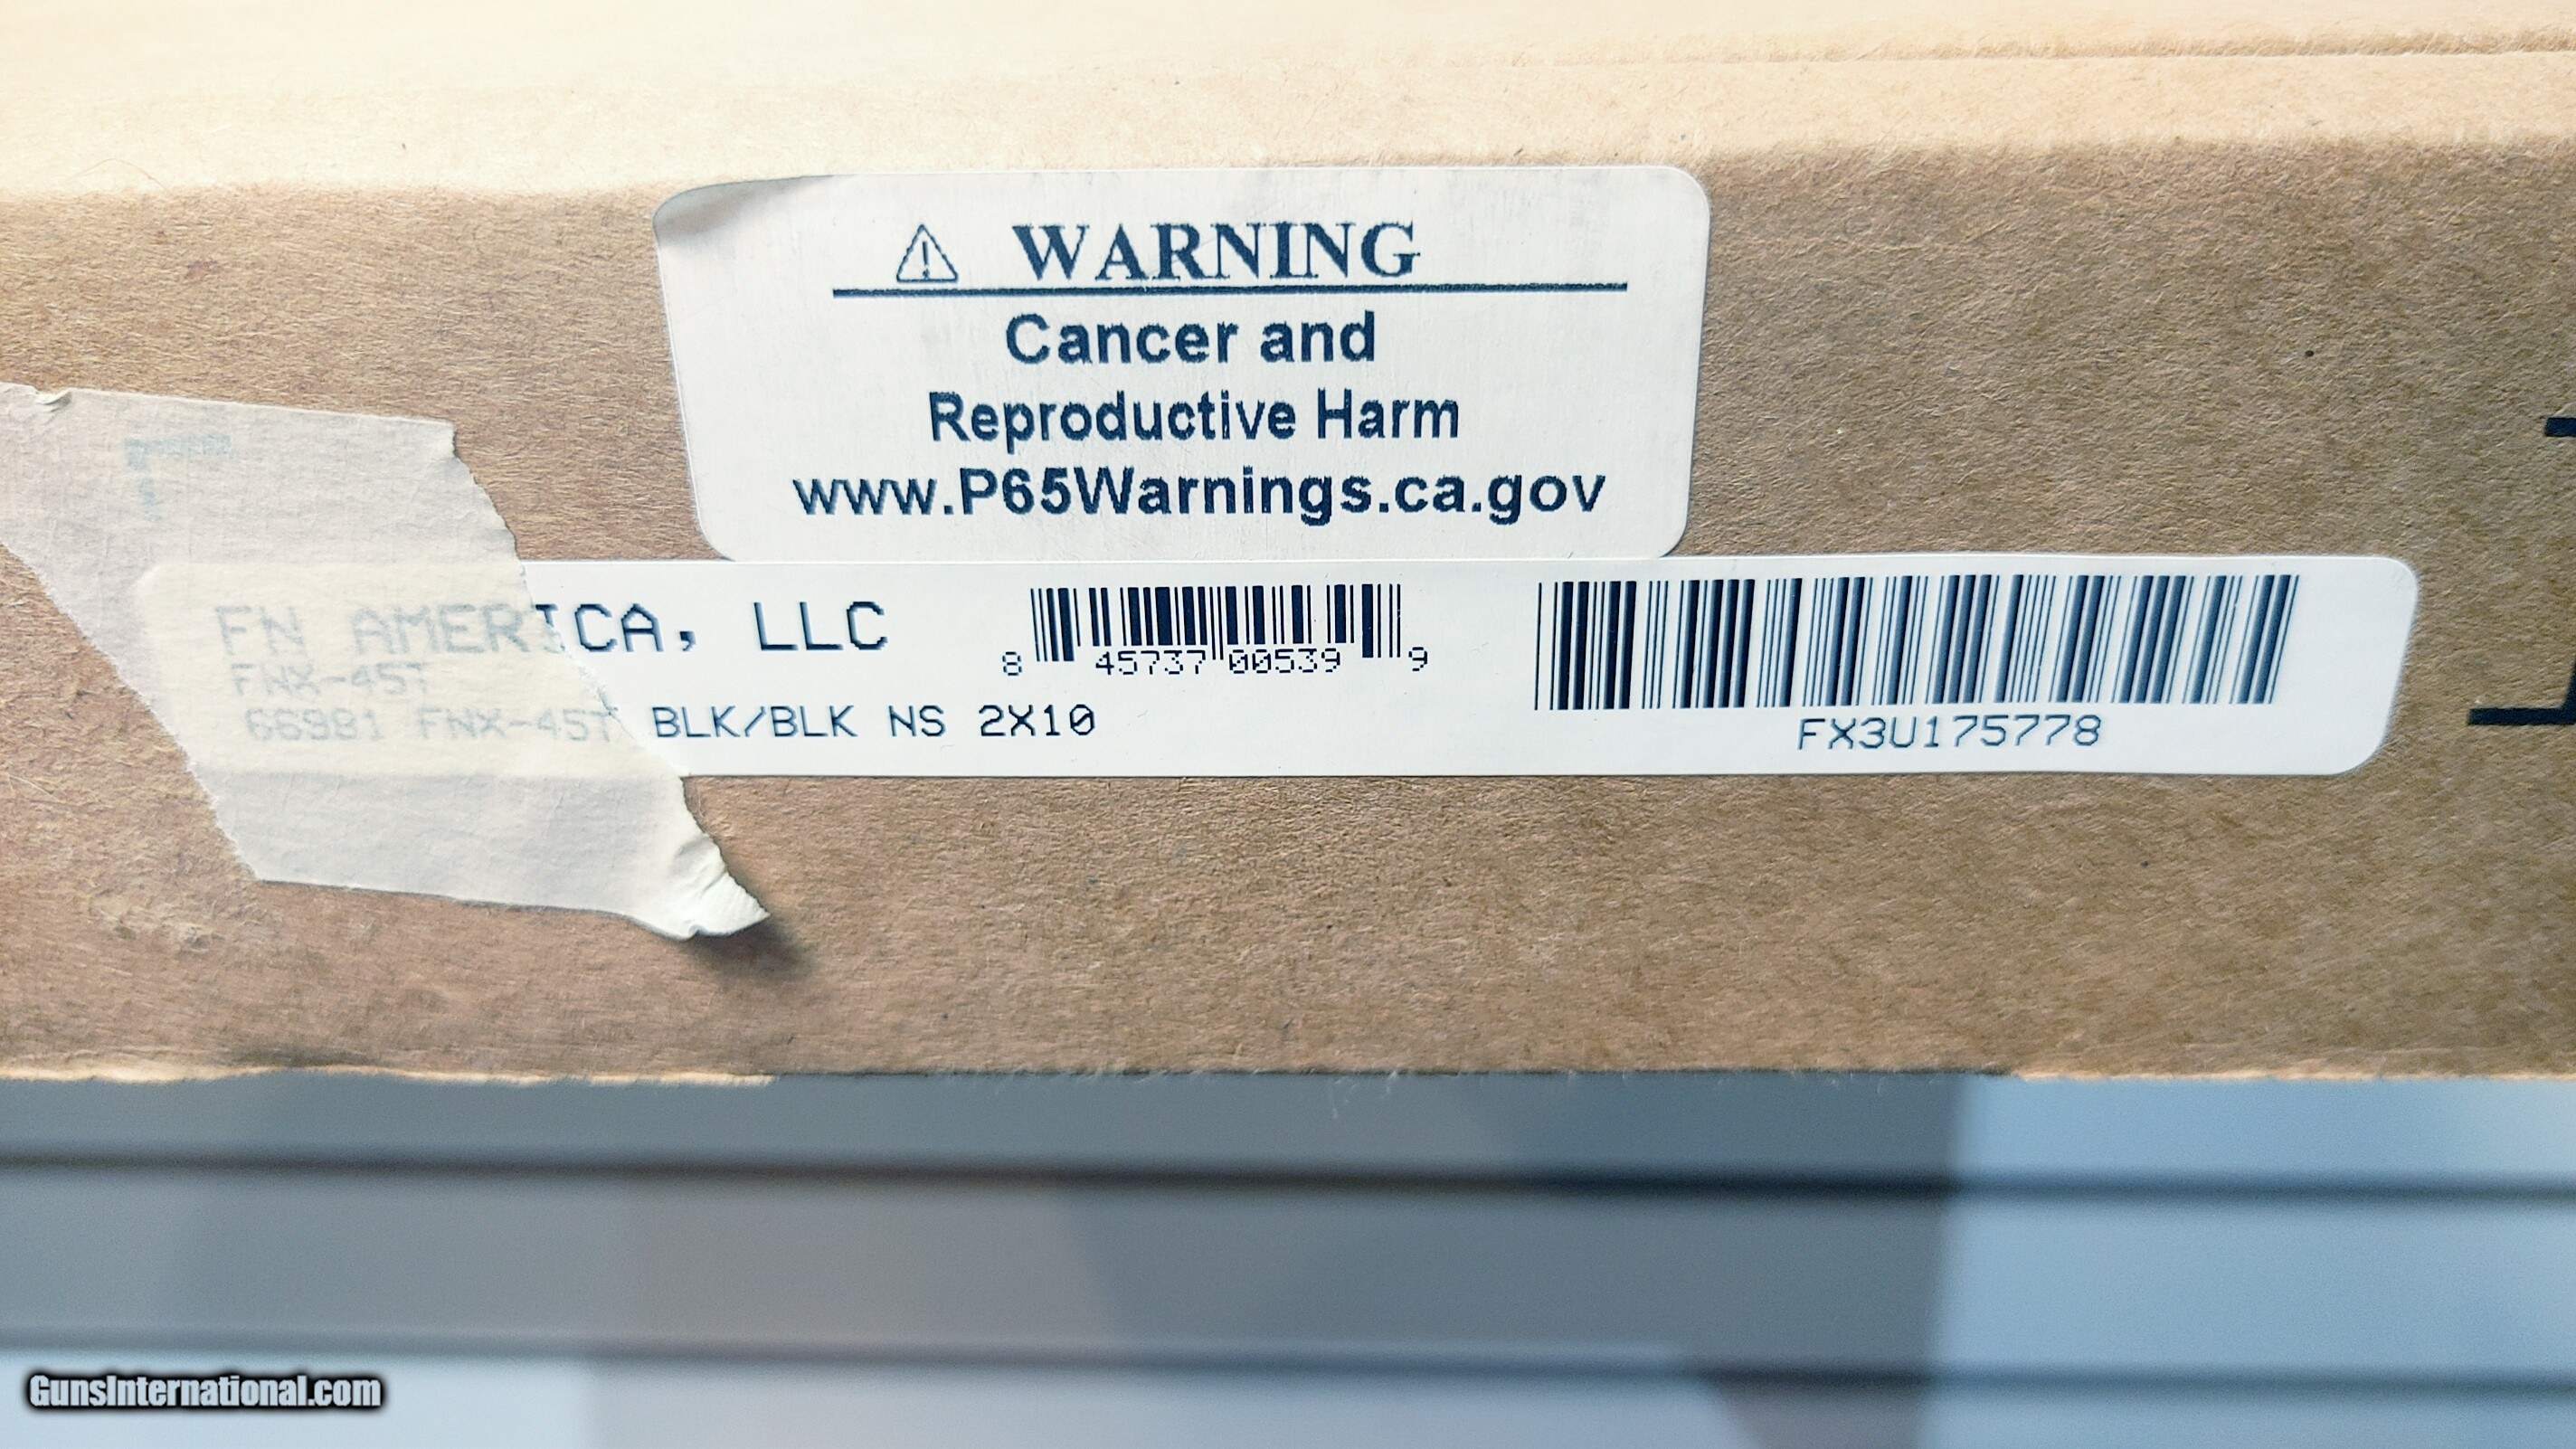 WARNING
Cancer and
Reproductive Harm
www.P65Warnings.ca.gov
FN AMERICA, LLC
FNX-45T
66981 FNX-45T BLK/BLK NS 2X10
8 45737 00539 9
FX3U175778
GunsInternational.com